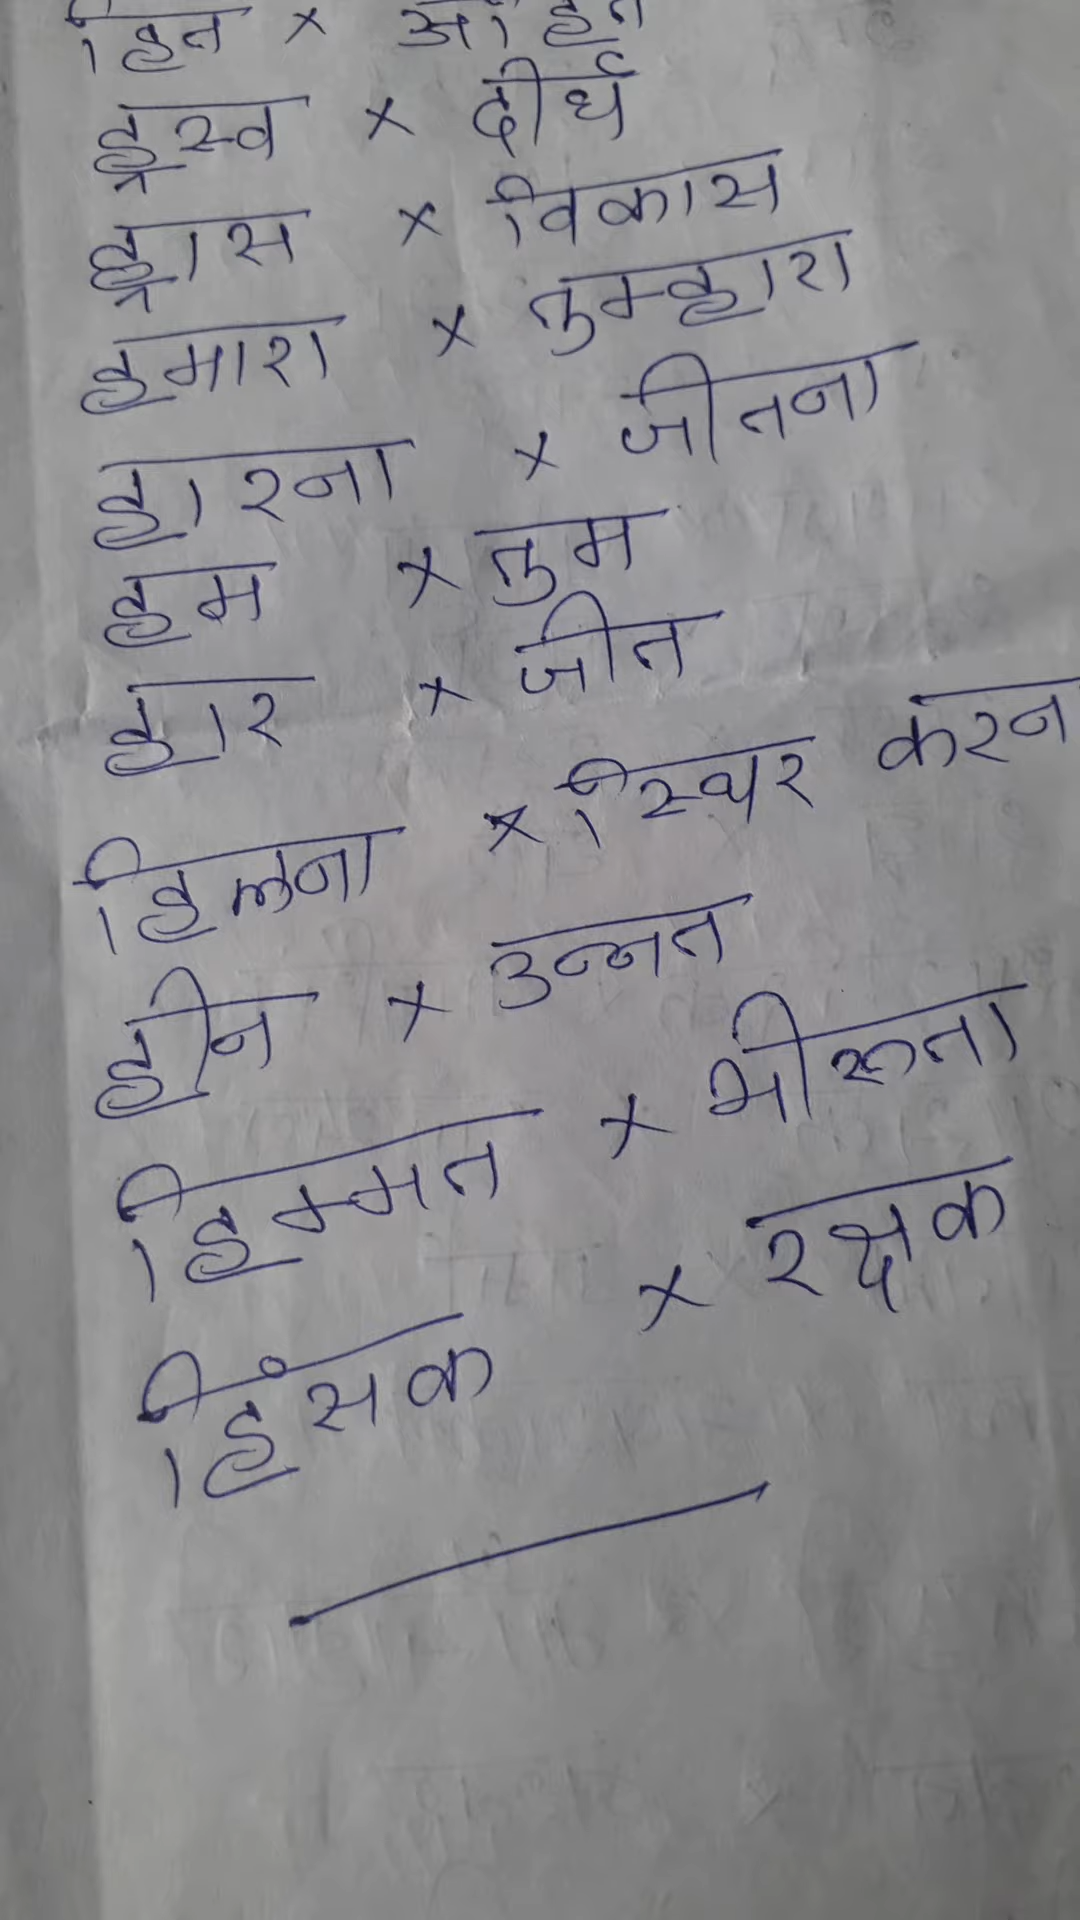 हित × अहित
ह्रस्व × दीर्घ
ह्रास × विकास
हमारा × तुम्हारा
हारना × जीतना
हम × तुम
हार × जीत
हिलना × स्थिर करन
हीन × उन्नत
हिम्मत × भीरूता
हिंसक × रक्षक